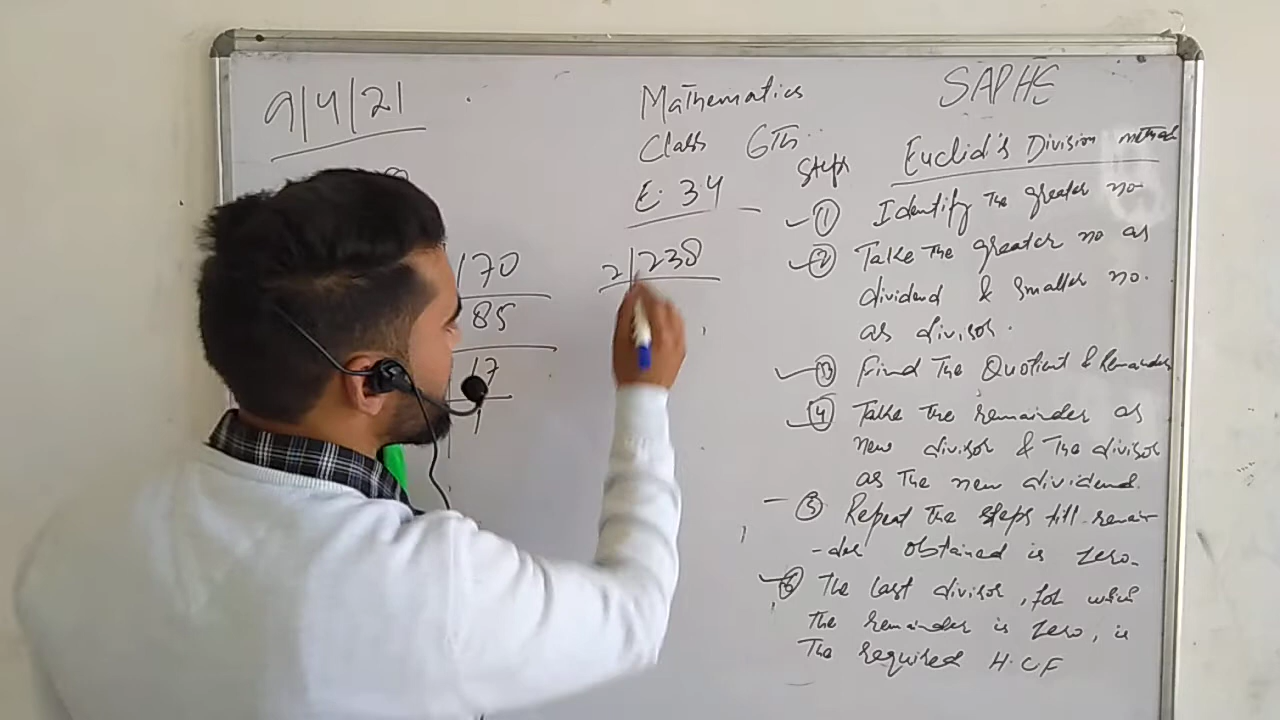 9/4/21
Mathematics
Class 6Th
E. 34
SAPHS
Steps
Euclid's Division method
① Identify The greater no
② Take The greater no as
dividend & smaller no.
as divisor.
③ Find The Quotient & Remainder
④ Take The remainder as
new divisor & The divisor
as The new dividend.
⑤ Repeat The steps till remain
-der obtained is zero.
⑥ The last divisor, for which
The remainder is zero, is
The required H.C.F
170
85
17
1
2|238